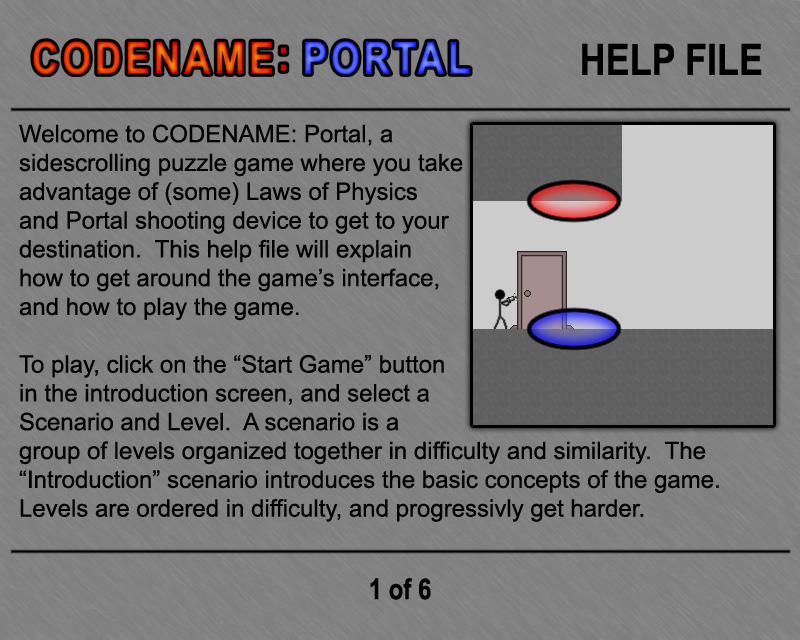 CODENAME: PORTAL
HELP FILE
Welcome to CODENAME: Portal, a
sidescrolling puzzle game where you take
advantage of (some) Laws of Physics
and Portal shooting device to get to your
destination.  This help file will explain
how to get around the game’s interface,
and how to play the game.
To play, click on the “Start Game” button
in the introduction screen, and select a
Scenario and Level.  A scenario is a
group of levels organized together in difficulty and similarity.  The
“Introduction” scenario introduces the basic concepts of the game.
Levels are ordered in difficulty, and progressivly get harder.
1 of 6